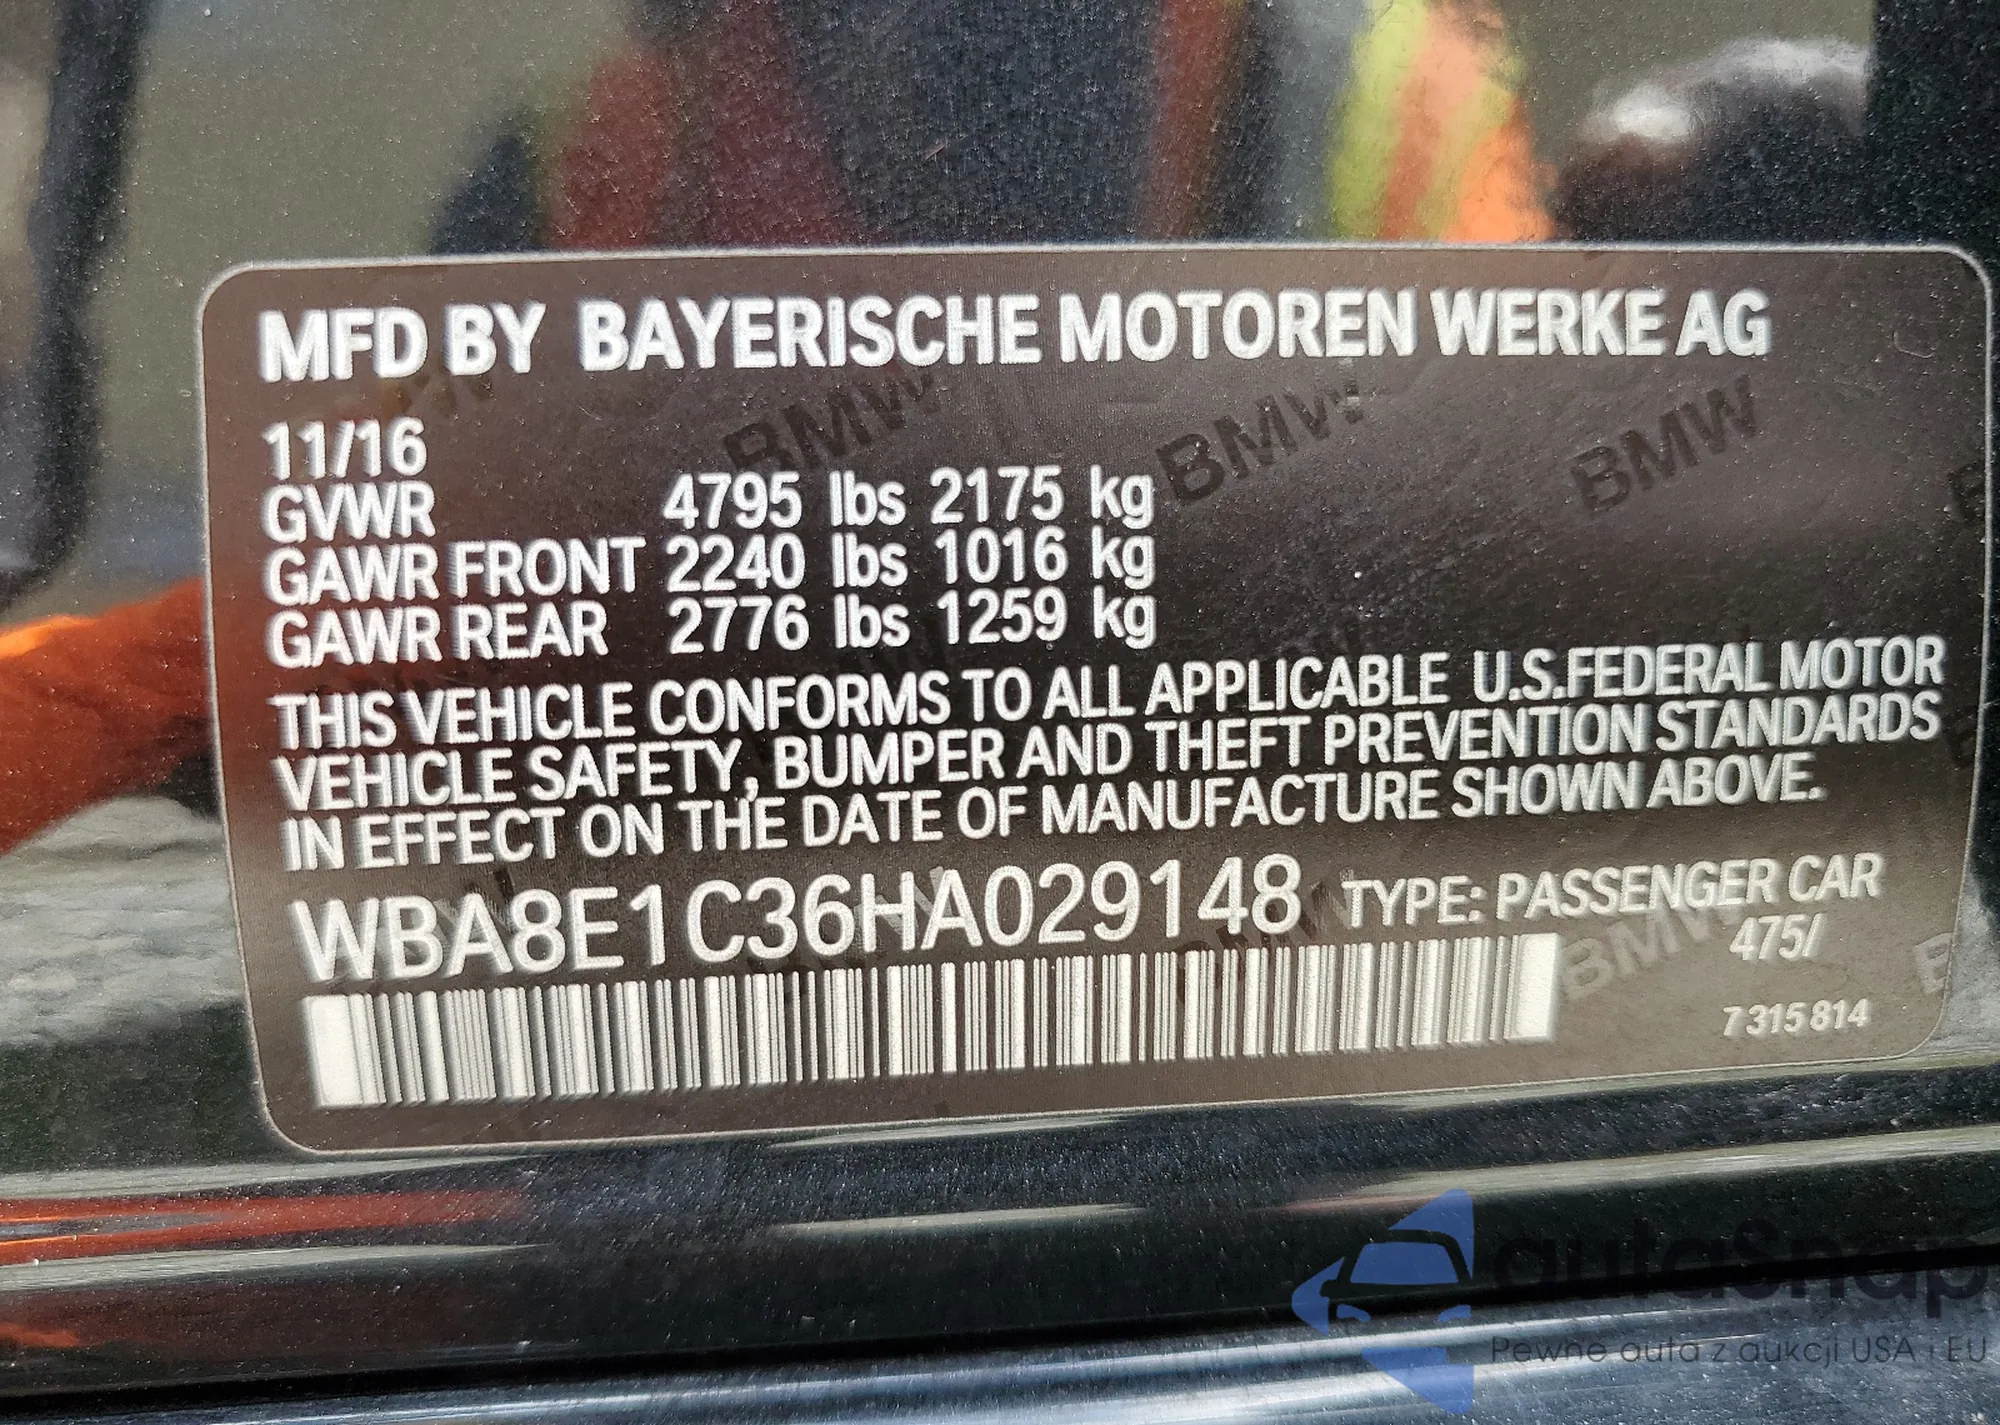 MFD BY BAYERISCHE MOTOREN WERKE AG
11/16
GVWR 4795 lbs 2175 kg
GAWR FRONT 2240 lbs 1016 kg
GAWR REAR 2776 lbs 1259 kg
THIS VEHICLE CONFORMS TO ALL APPLICABLE U.S.FEDERAL MOTOR
VEHICLE SAFETY, BUMPER AND THEFT PREVENTION STANDARDS
IN EFFECT ON THE DATE OF MANUFACTURE SHOWN ABOVE.
WBA8E1C36HA029148 TYPE: PASSENGER CAR
475/
7 315 814
BMW BMW BMW
BMW
autoSnap
Pewne auta z aukcji USA i EU